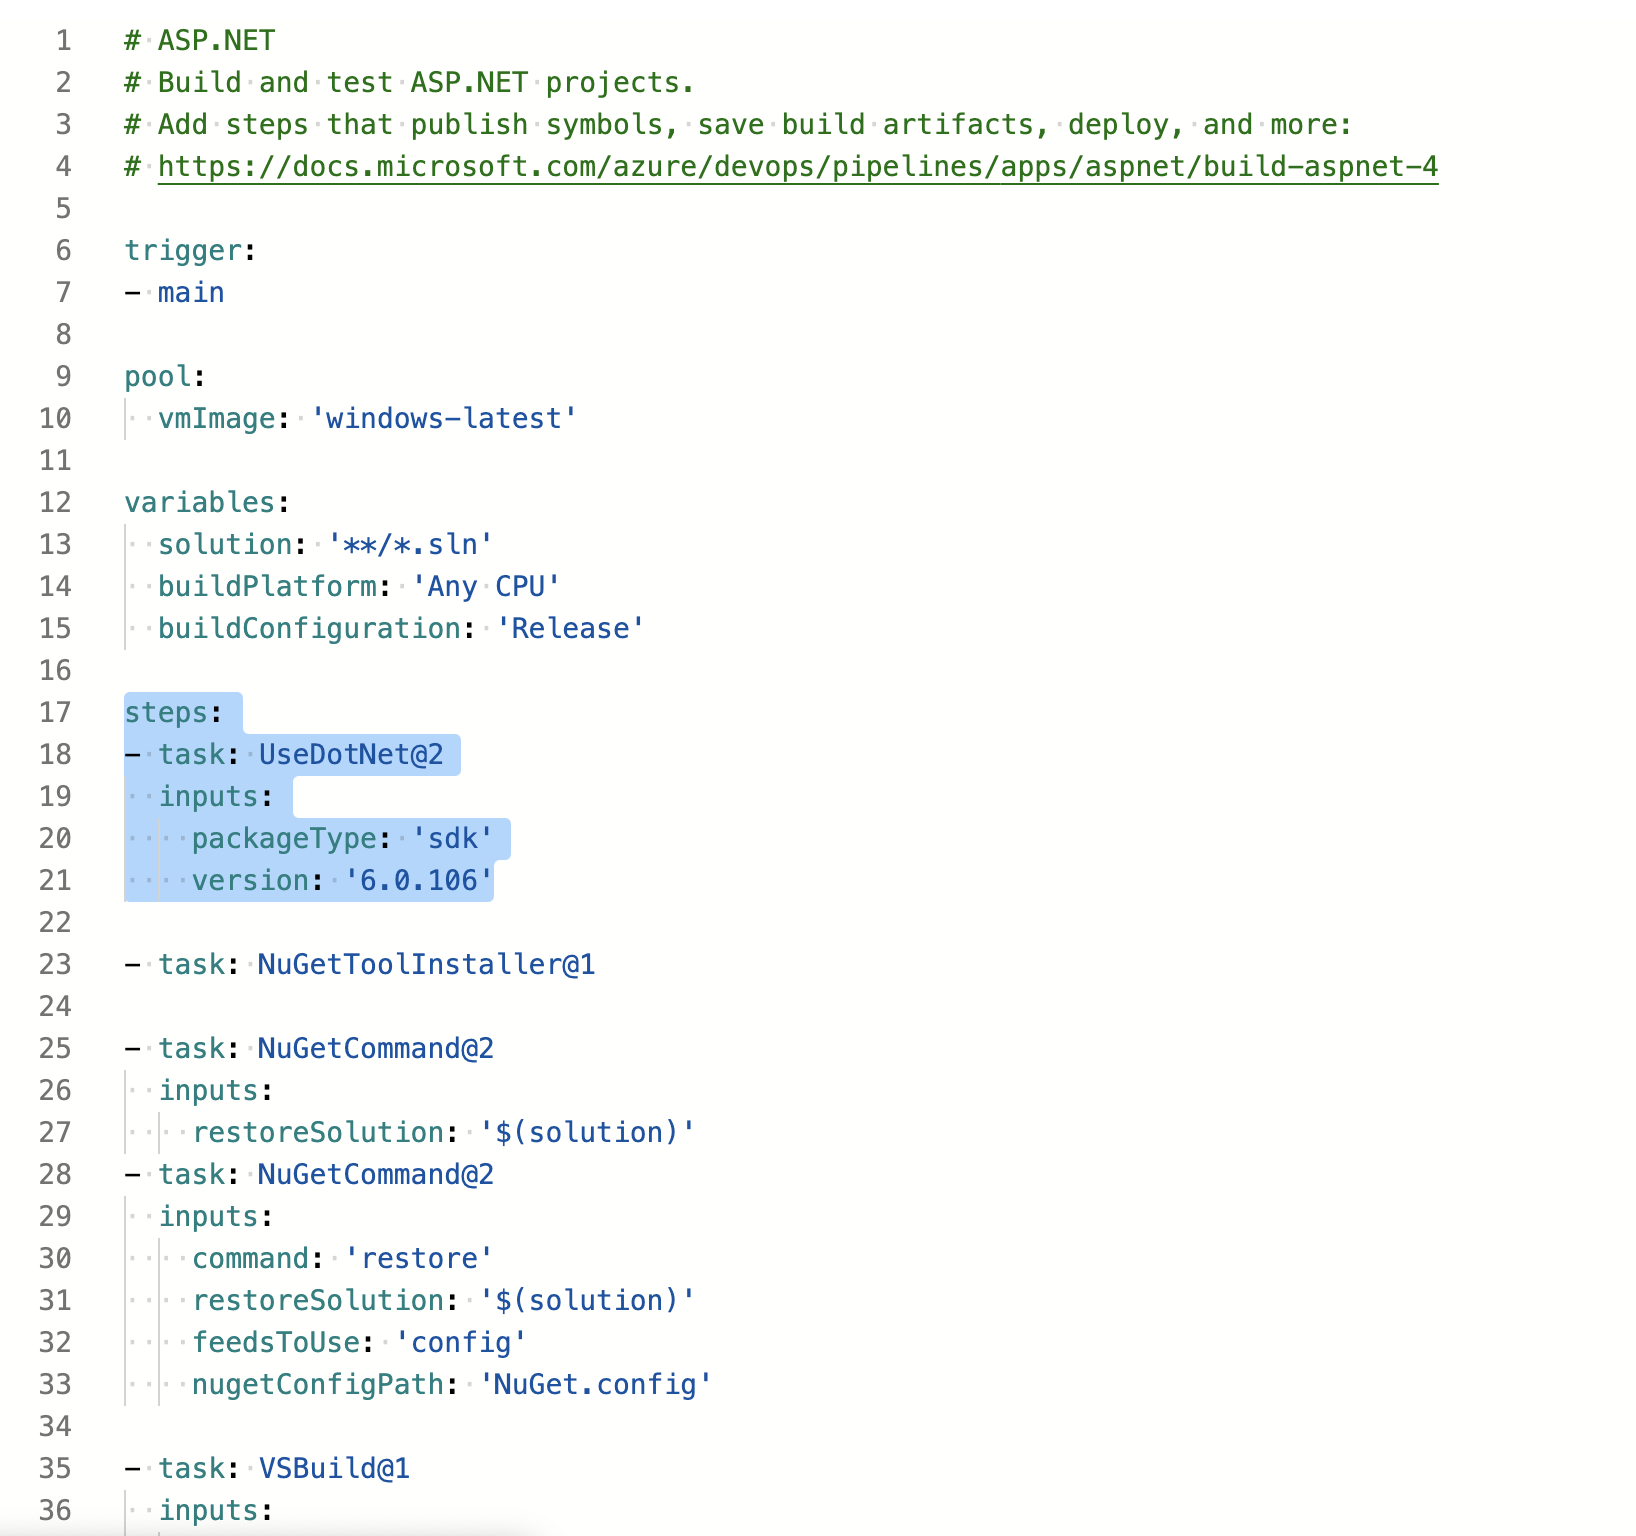 1 # ASP.NET
2 # Build and test ASP.NET projects.
3 # Add steps that publish symbols, save build artifacts, deploy, and more:
4 # https://docs.microsoft.com/azure/devops/pipelines/apps/aspnet/build-aspnet-4
5
6 trigger:
7 - main
8
9 pool:
10   vmImage: 'windows-latest'
11
12 variables:
13   solution: '**/*.sln'
14   buildPlatform: 'Any CPU'
15   buildConfiguration: 'Release'
16
17 steps:
18 - task: UseDotNet@2
19   inputs:
20     packageType: 'sdk'
21     version: '6.0.106'
22
23 - task: NuGetToolInstaller@1
24
25 - task: NuGetCommand@2
26   inputs:
27     restoreSolution: '$(solution)'
28 - task: NuGetCommand@2
29   inputs:
30     command: 'restore'
31     restoreSolution: '$(solution)'
32     feedsToUse: 'config'
33     nugetConfigPath: 'NuGet.config'
34
35 - task: VSBuild@1
36   inputs: